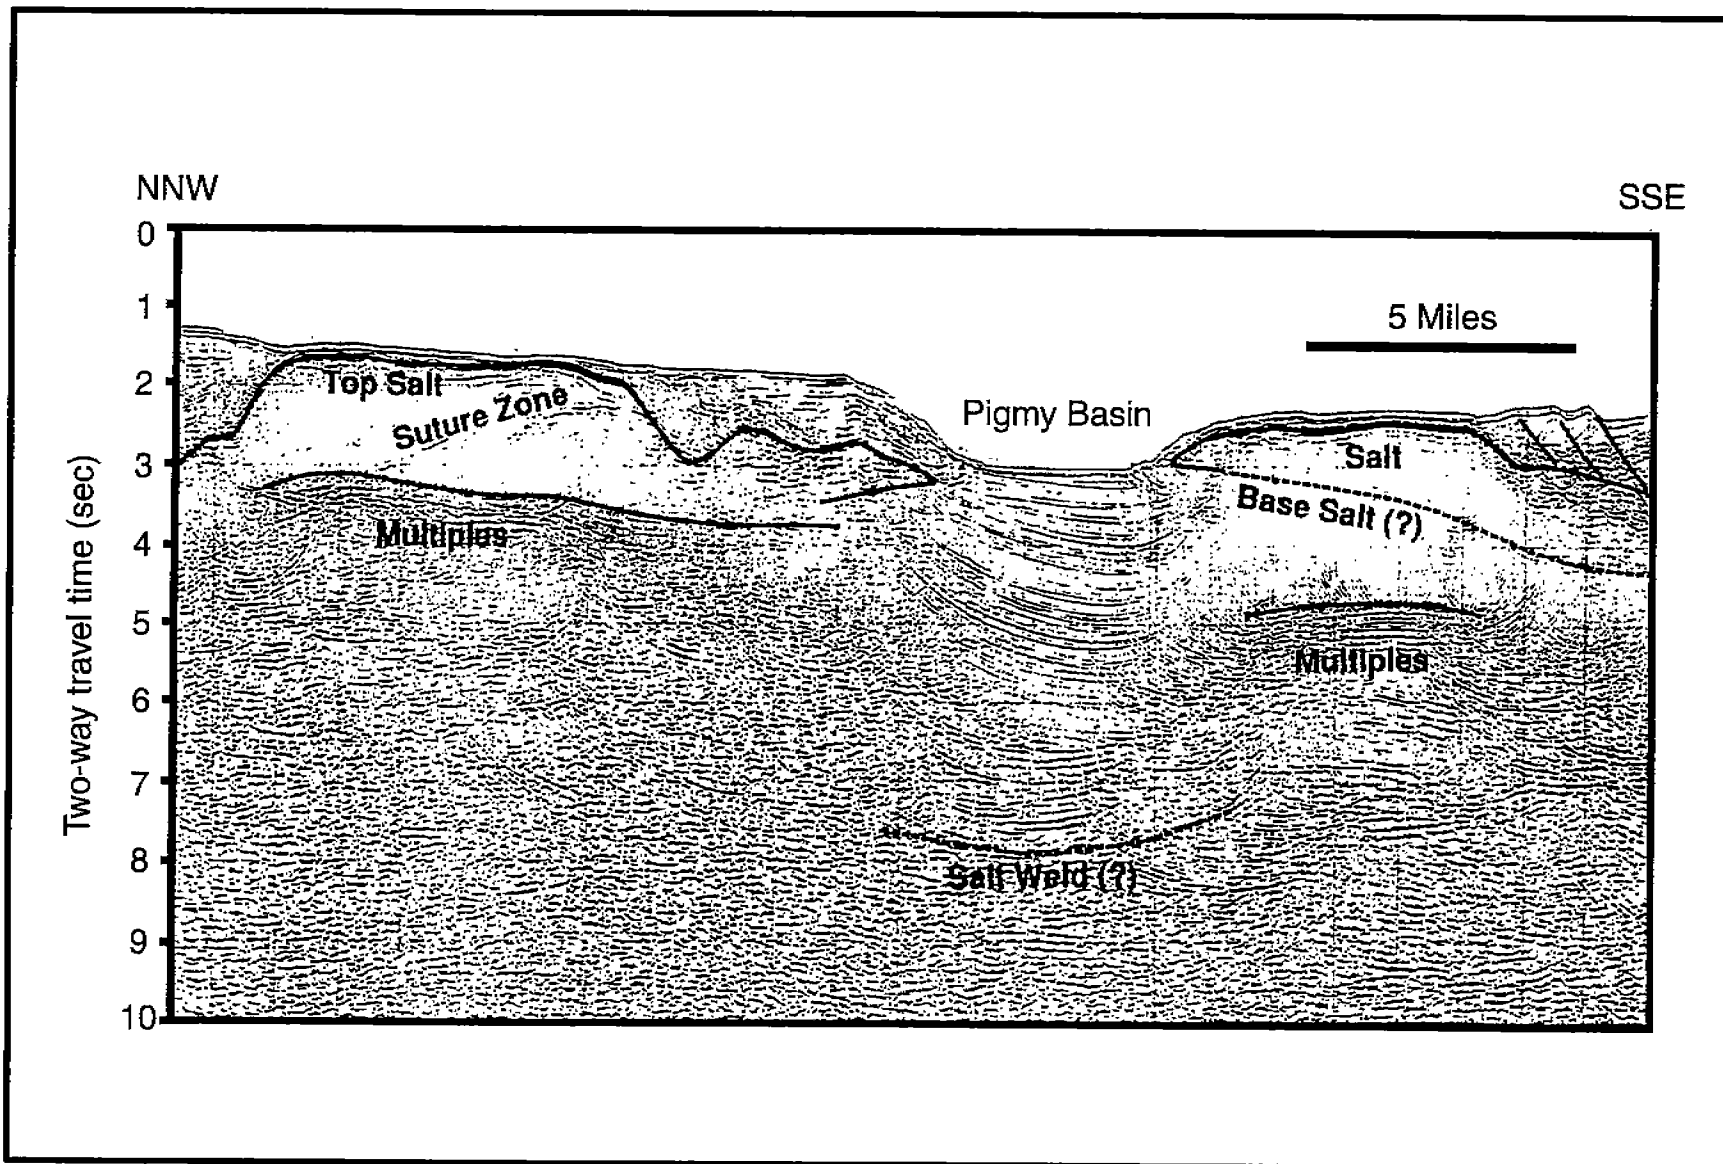 NNW
SSE
0
1
5 Miles
2
Top Salt
Suture Zone
Pigmy Basin
3
Salt
Base Salt (?)
Multiples
4
5
Multiples
6
7
8
Salt Weld (?)
9
10
Two-way travel time (sec)